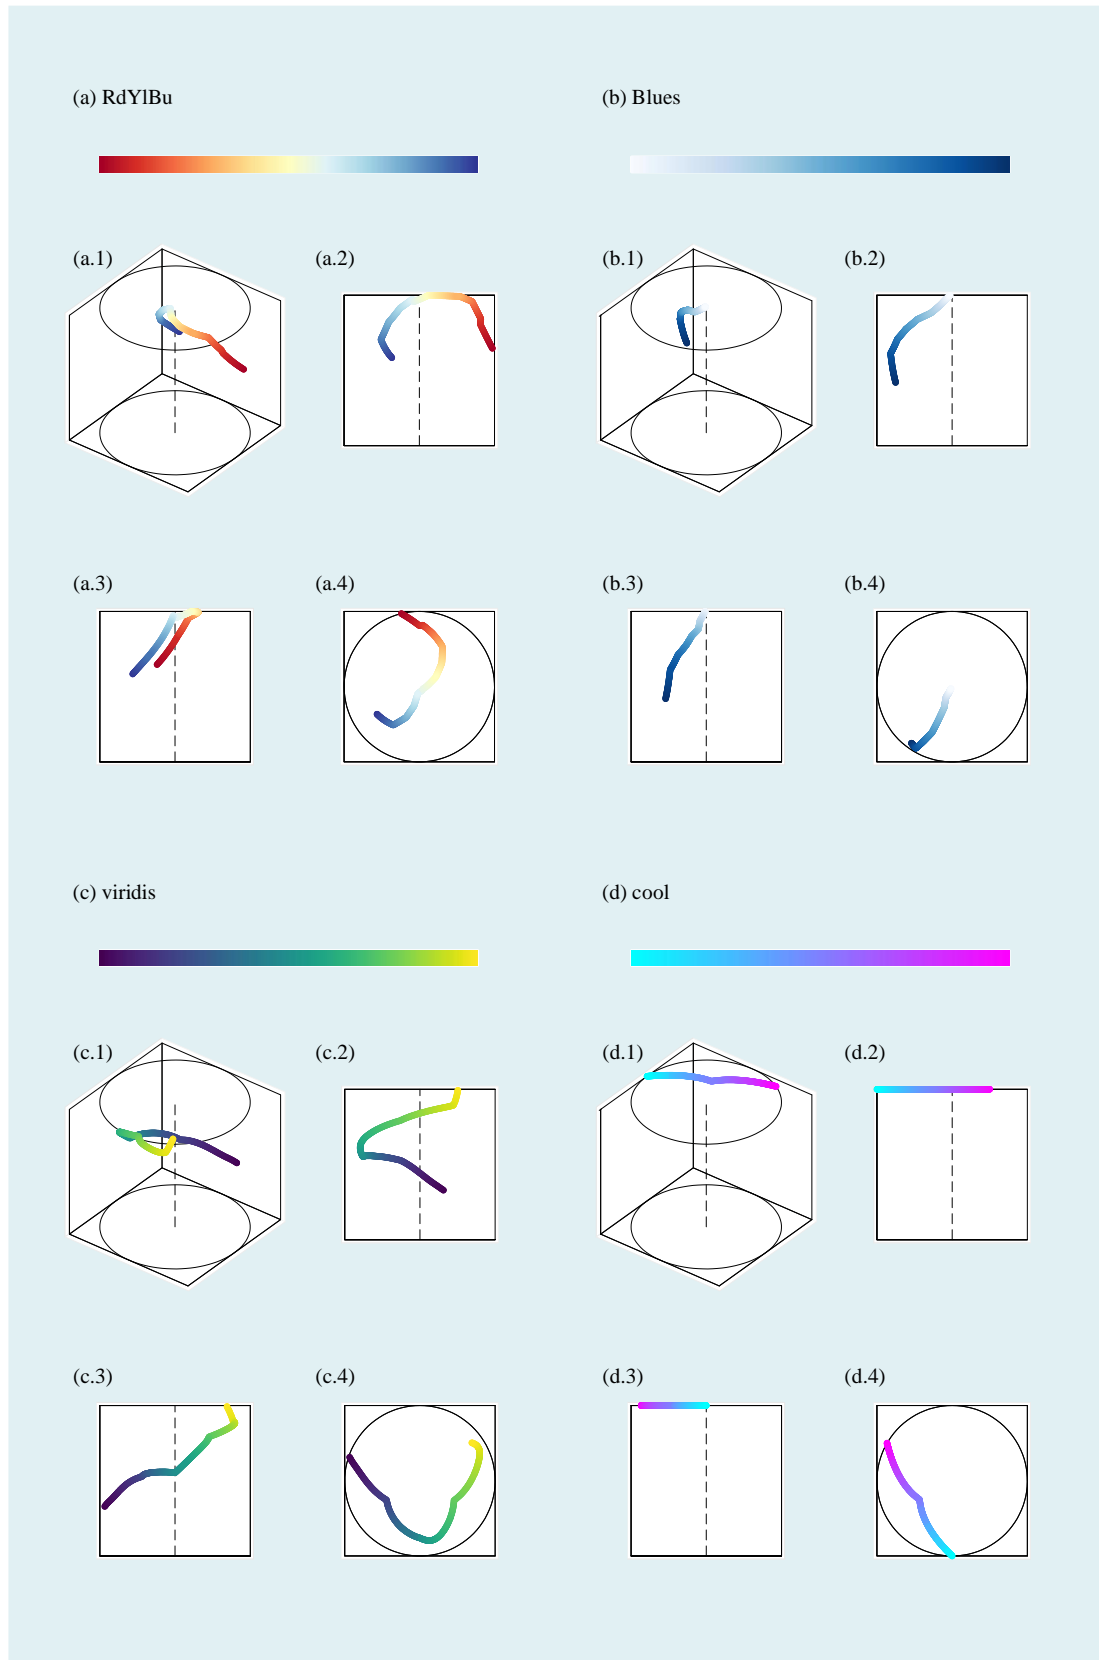 (a) RdYlBu
(b) Blues
(a.1)
(a.2)
(b.1)
(b.2)
(a.3)
(a.4)
(b.3)
(b.4)
(c) viridis
(d) cool
(c.1)
(c.2)
(d.1)
(d.2)
(c.3)
(c.4)
(d.3)
(d.4)